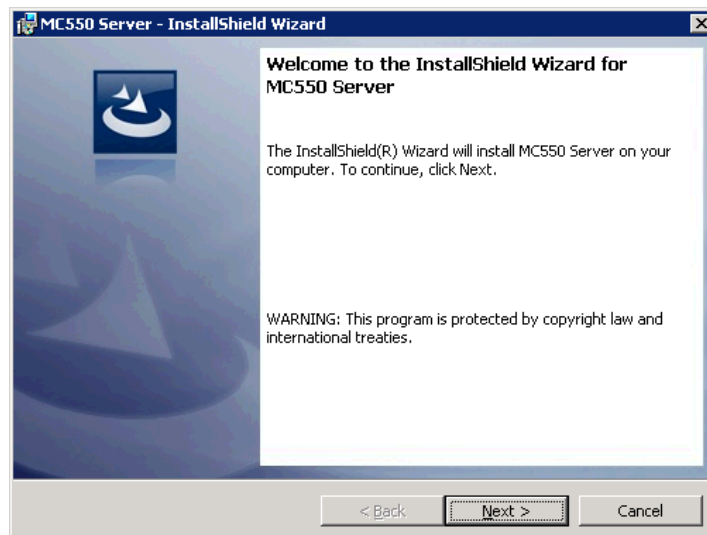 MC550 Server - InstallShield Wizard
Welcome to the InstallShield Wizard for
MC550 Server
The InstallShield(R) Wizard will install MC550 Server on your
computer. To continue, click Next.
WARNING: This program is protected by copyright law and
international treaties.
< Back
Next >
Cancel